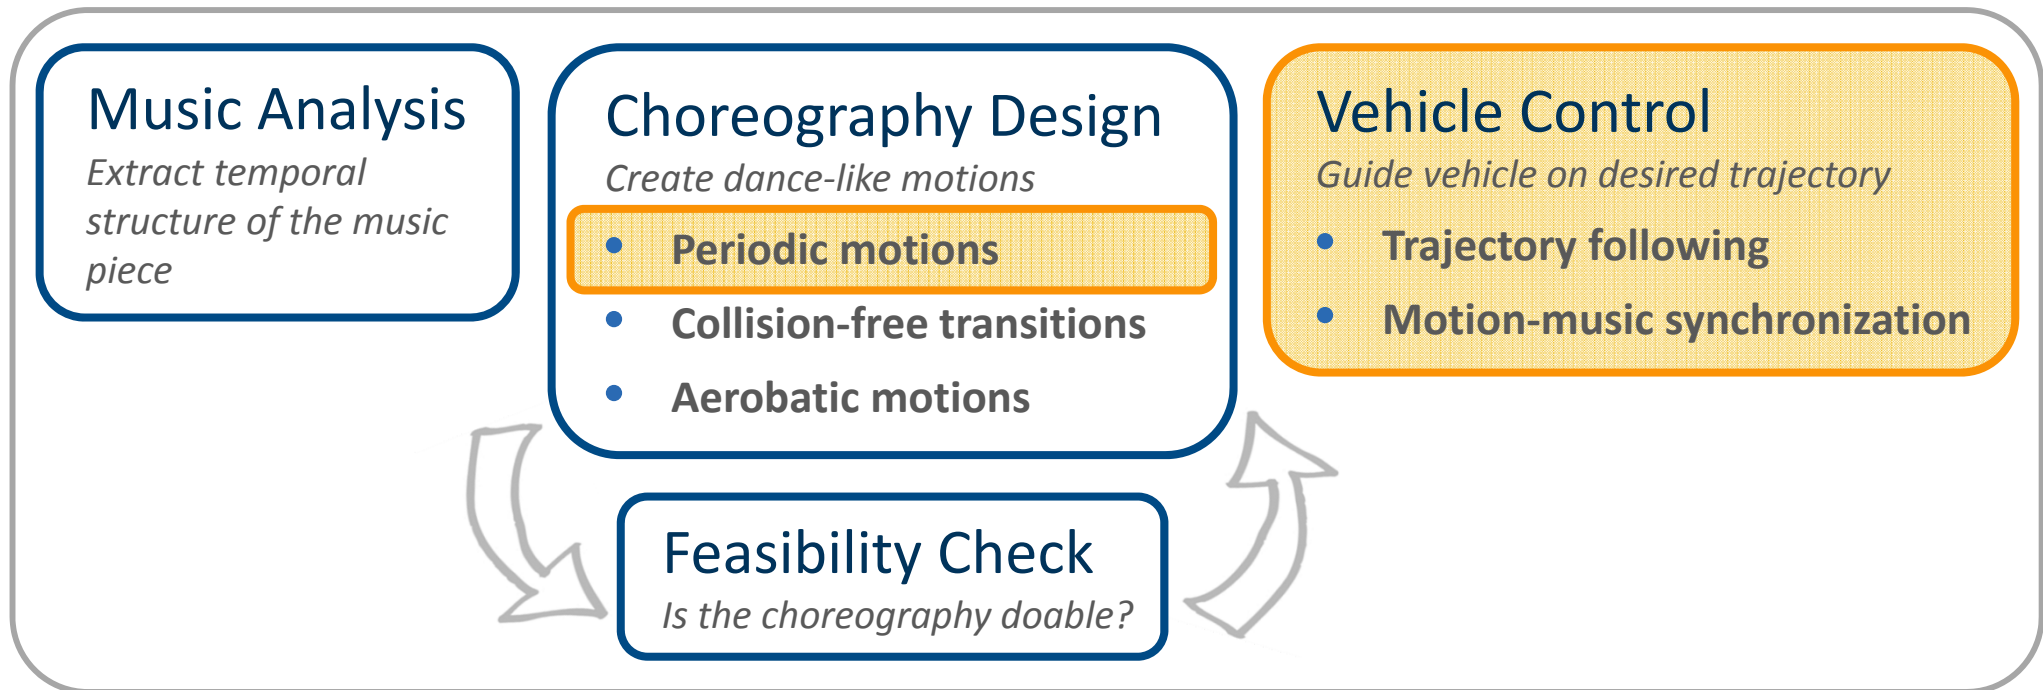 Music Analysis
Extract temporal
structure of the music
piece
Choreography Design
Create dance-like motions
• Periodic motions
• Collision-free transitions
• Aerobatic motions
Vehicle Control
Guide vehicle on desired trajectory
• Trajectory following
• Motion-music synchronization
Feasibility Check
Is the choreography doable?